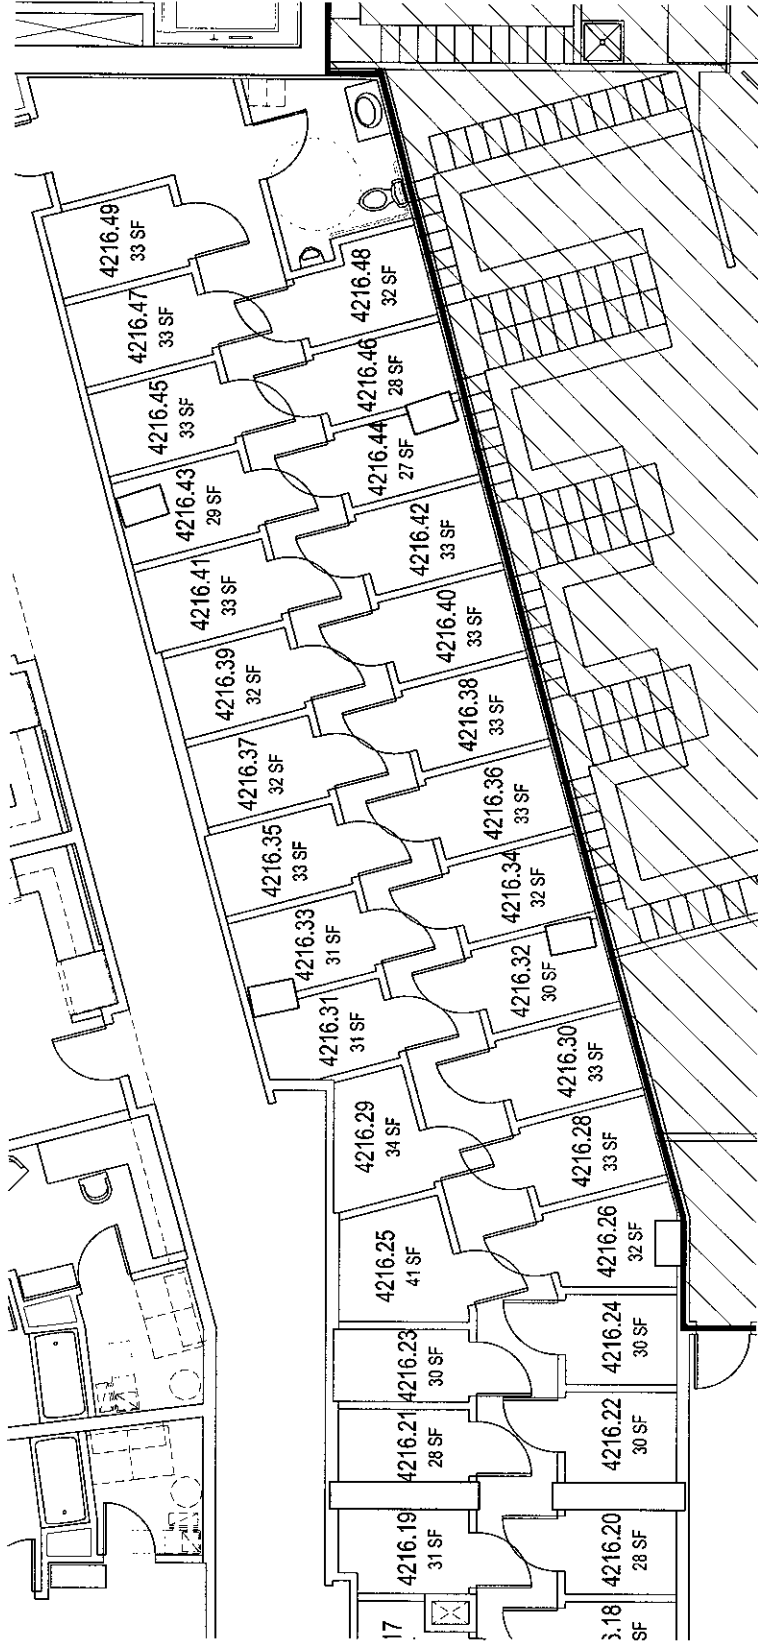 4216.49
33 SF
4216.47
33 SF
4216.45
33 SF
4216.43
29 SF
4216.41
33 SF
4216.39
32 SF
4216.37
32 SF
4216.35
33 SF
4216.33
31 SF
4216.31
31 SF
4216.29
34 SF
4216.25
41 SF
4216.23
30 SF
4216.21
28 SF
4216.19
31 SF
17
4216.48
32 SF
4216.46
28 SF
4216.44
27 SF
4216.42
33 SF
4216.40
33 SF
4216.38
33 SF
4216.36
33 SF
4216.34
32 SF
4216.32
30 SF
4216.30
33 SF
4216.28
33 SF
4216.26
32 SF
4216.24
30 SF
4216.22
30 SF
4216.20
28 SF
.18
SF